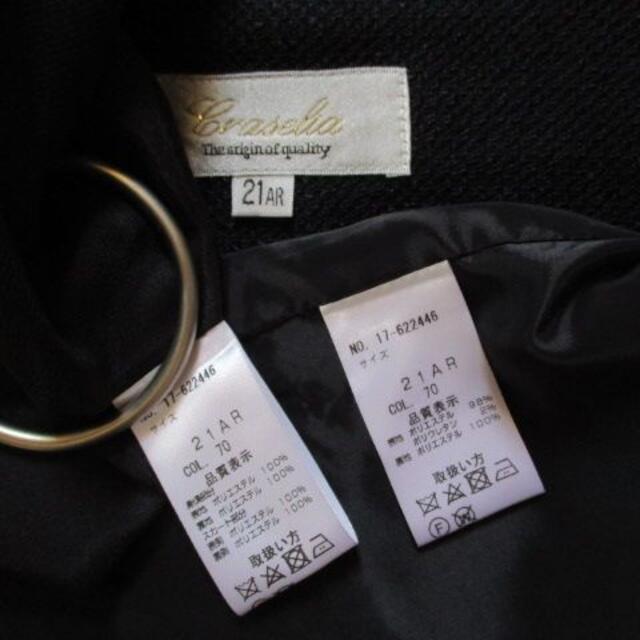 Craselia
The origin of quality
21AR
NO. 17-622446
サイズ
21AR
COL. 70
品質表示
ポリエステル 98%
ポリウレタン 2%
ポリエステル 100%
取扱い方
NO. 17-622446
サイズ
21AR
COL. 70
品質表示
ポリエステル 100%
ポリエステル 100%
ポリエステル 100%
ポリエステル 100%
取扱い方